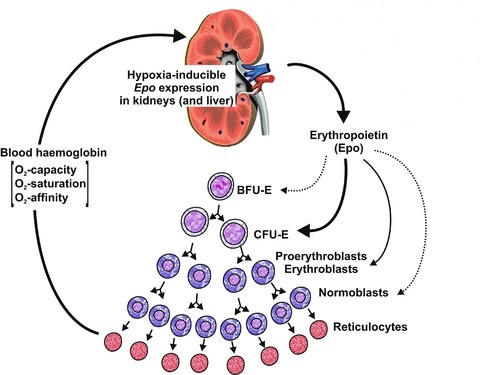 Hypoxia-inducible
Epo expression
in kidneys (and liver)
Erythropoietin
(Epo)
Blood haemoglobin
O₂-capacity
O₂-saturation
O₂-affinity
BFU-E
CFU-E
Proerythroblasts
Erythroblasts
Normoblasts
Reticulocytes